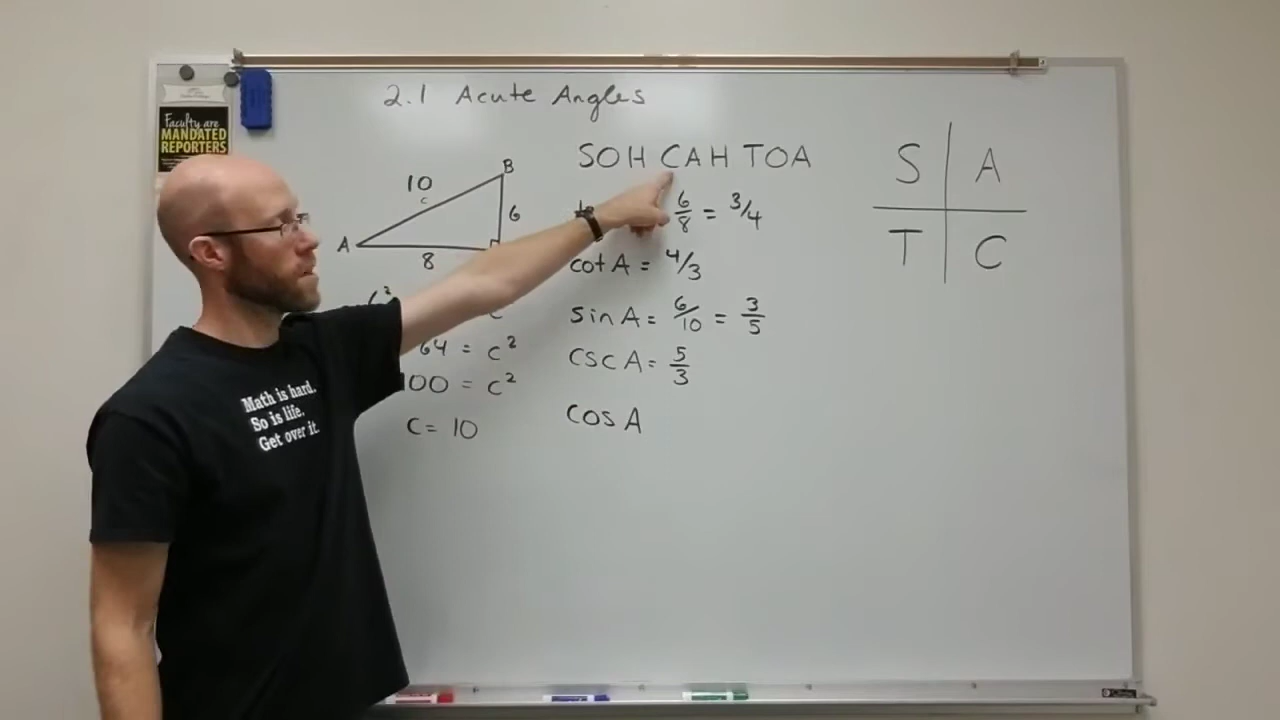 2.1 Acute Angles
Faculty are
MANDATED
REPORTERS
SOH CAH TOA
S A
T C
B
10
c
6
A
8
6/8 = 3/4
cot A = 4/3
sin A = 6/10 = 3/5
csc A = 5/3
cos A
64 = c²
100 = c²
c = 10
Math is hard.
So is life.
Get over it.